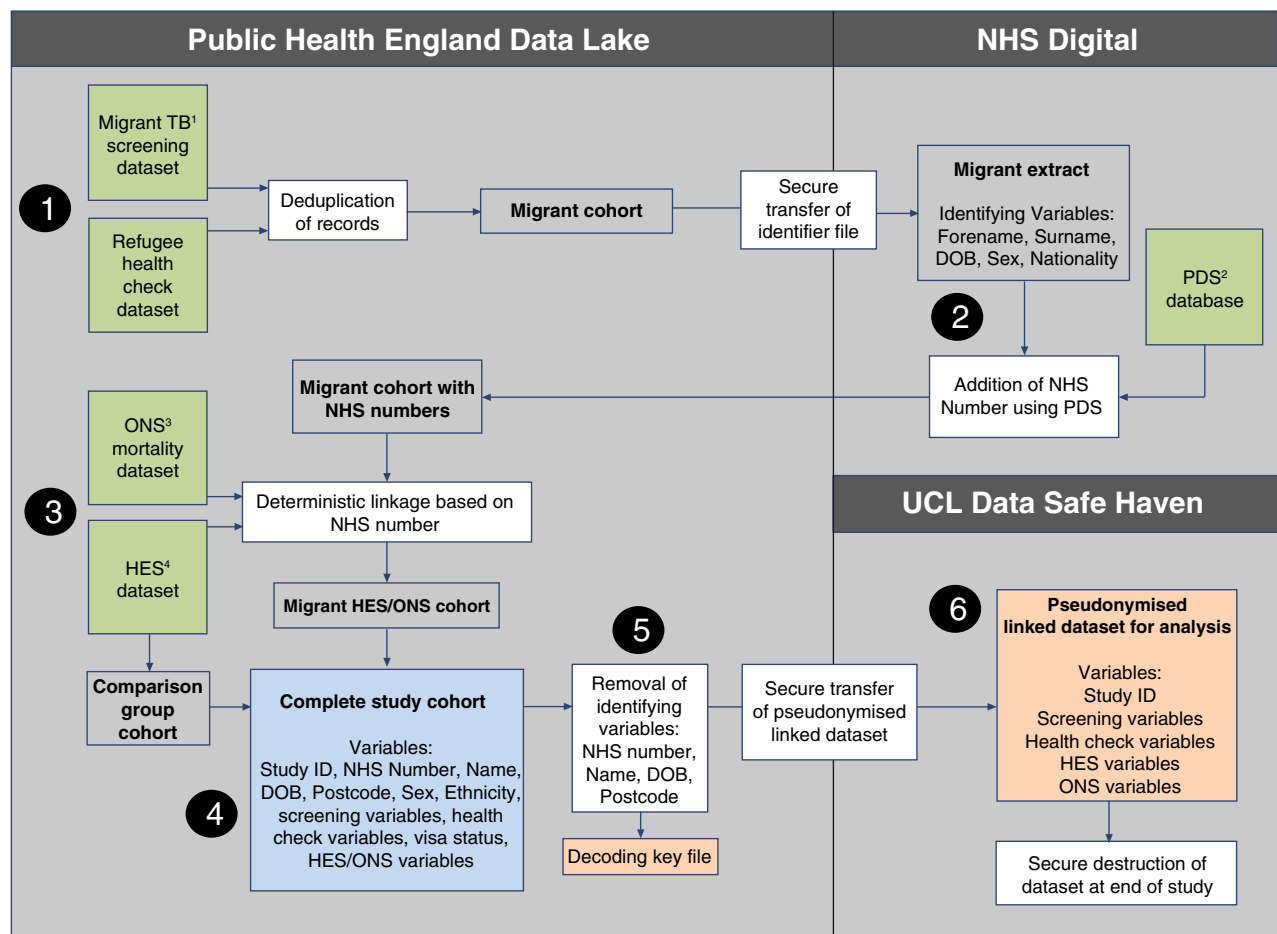 Public Health England Data Lake
NHS Digital
1
Migrant TB¹
screening
dataset
Refugee
health
check
dataset
Deduplication
of records
Migrant cohort
Secure
transfer of
identifier file
Migrant extract
Identifying Variables:
Forename, Surname,
DOB, Sex, Nationality
2
PDS²
database
Addition of NHS
Number using PDS
Migrant cohort with
NHS numbers
3
ONS³
mortality
dataset
HES⁴
dataset
Deterministic linkage based on
NHS number
Migrant HES/ONS cohort
Comparison
group
cohort
4
Complete study cohort
Variables:
Study ID, NHS Number, Name,
DOB, Postcode, Sex, Ethnicity,
screening variables, health
check variables, visa status,
HES/ONS variables
5
Removal of
identifying
variables:
NHS number,
Name, DOB,
Postcode
Decoding key file
Secure transfer
of pseudonymised
linked dataset
UCL Data Safe Haven
6
Pseudonymised
linked dataset for analysis
Variables:
Study ID
Screening variables
Health check variables
HES variables
ONS variables
Secure destruction of
dataset at end of study